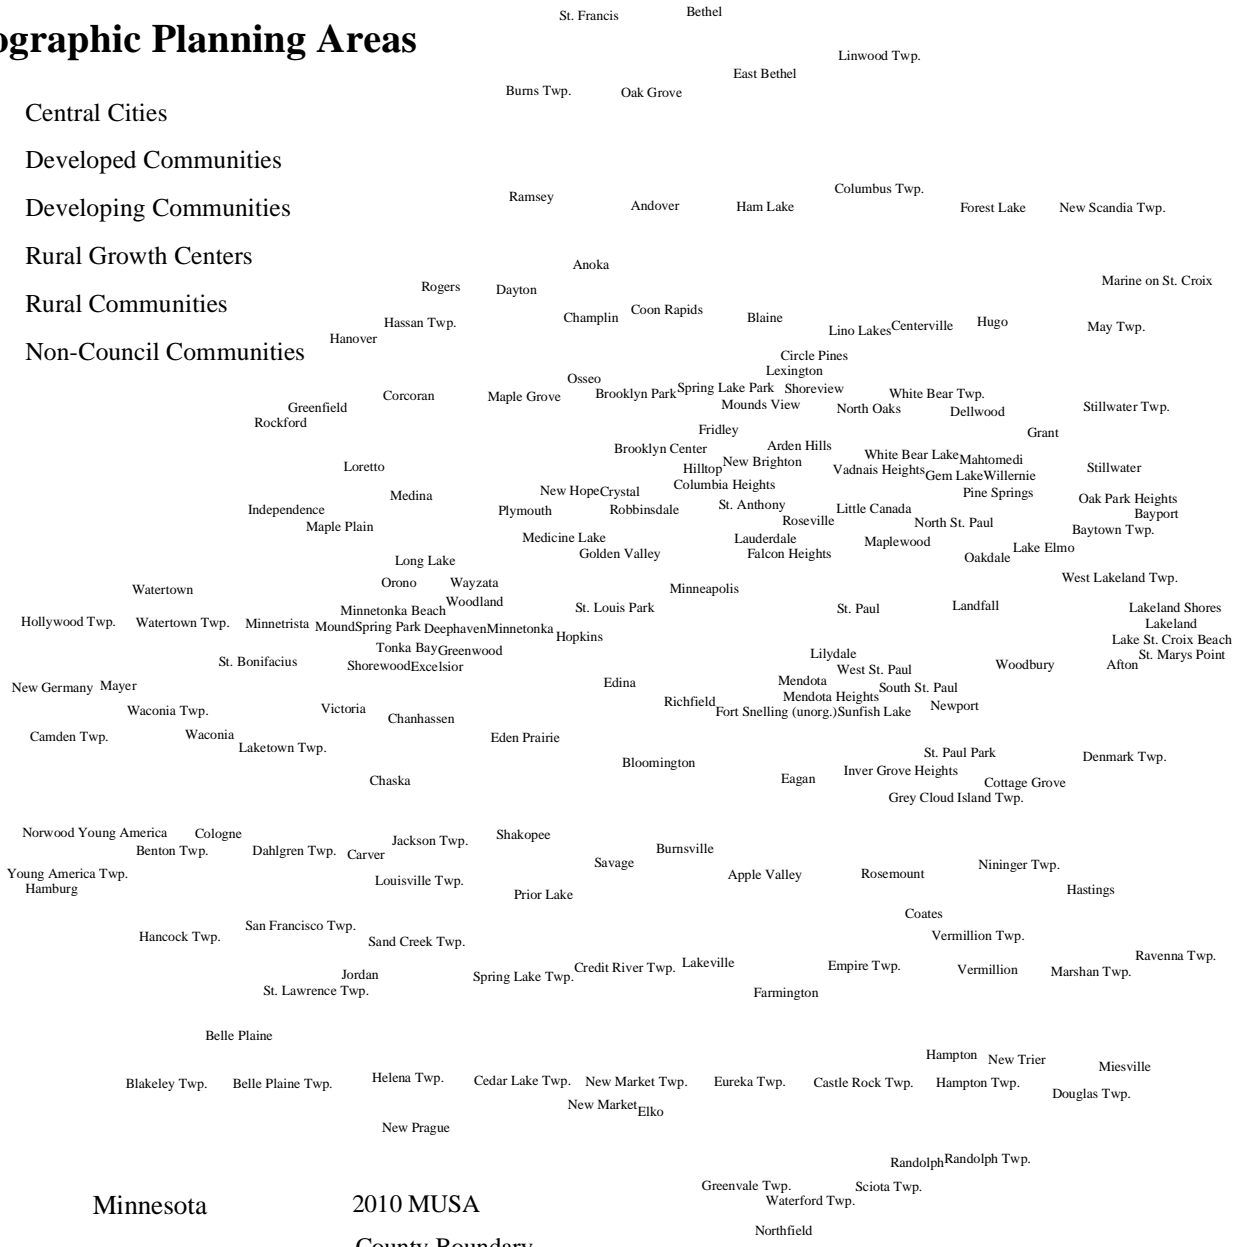 St. Francis
Bethel
ographic Planning Areas
Linwood Twp.
East Bethel
Burns Twp.
Oak Grove
Central Cities
Developed Communities
Developing Communities
Rural Growth Centers
Rural Communities
Non-Council Communities
Columbus Twp.
Ramsey
Andover
Ham Lake
Forest Lake
New Scandia Twp.
Anoka
Marine on St. Croix
Rogers
Dayton
Coon Rapids
Champlin
Blaine
Hassan Twp.
Hanover
Lino Lakes
Centerville
Hugo
May Twp.
Circle Pines
Lexington
Osseo
Brooklyn Park
Spring Lake Park
Shoreview
White Bear Twp.
Corcoran
Maple Grove
Greenfield
Rockford
Mounds View
North Oaks
Dellwood
Stillwater Twp.
Fridley
Grant
Brooklyn Center
Arden Hills
White Bear Lake
Mahtomedi
Loretto
Hilltop
New Brighton
Vadnais Heights
Gem Lake
Willernie
Stillwater
Columbia Heights
Pine Springs
Medina
New Hope
Crystal
Oak Park Heights
Independence
Plymouth
Robbinsdale
St. Anthony
Little Canada
Bayport
Maple Plain
Roseville
North St. Paul
Baytown Twp.
Medicine Lake
Lauderdale
Maplewood
Lake Elmo
Golden Valley
Falcon Heights
Oakdale
Long Lake
West Lakeland Twp.
Orono
Wayzata
Watertown
Minneapolis
Woodland
Minnetonka Beach
St. Louis Park
St. Paul
Landfall
Lakeland Shores
Hollywood Twp.
Watertown Twp.
Minnetrista
Mound
Spring Park
Deephaven
Minnetonka
Hopkins
Lakeland
Lake St. Croix Beach
Tonka Bay
Greenwood
Lilydale
St. Marys Point
St. Bonifacius
Shorewood
Excelsior
West St. Paul
Woodbury
Afton
New Germany
Mayer
Edina
Mendota
South St. Paul
Richfield
Mendota Heights
Newport
Waconia Twp.
Victoria
Chanhassen
Fort Snelling (unorg.)
Sunfish Lake
Camden Twp.
Waconia
Laketown Twp.
Eden Prairie
St. Paul Park
Denmark Twp.
Bloomington
Inver Grove Heights
Chaska
Eagan
Cottage Grove
Grey Cloud Island Twp.
Norwood Young America
Cologne
Jackson Twp.
Shakopee
Benton Twp.
Dahlgren Twp.
Carver
Burnsville
Savage
Nininger Twp.
Young America Twp.
Louisville Twp.
Apple Valley
Rosemount
Hamburg
Prior Lake
Hastings
Coates
San Francisco Twp.
Hancock Twp.
Sand Creek Twp.
Vermillion Twp.
Ravenna Twp.
Jordan
Spring Lake Twp.
Credit River Twp.
Lakeville
Empire Twp.
Vermillion
Marshan Twp.
St. Lawrence Twp.
Farmington
Belle Plaine
Hampton
New Trier
Miesville
Blakeley Twp.
Belle Plaine Twp.
Helena Twp.
Cedar Lake Twp.
New Market Twp.
Eureka Twp.
Castle Rock Twp.
Hampton Twp.
Douglas Twp.
New Market
Elko
New Prague
Randolph
Randolph Twp.
Greenvale Twp.
Sciota Twp.
Waterford Twp.
Minnesota
2010 MUSA
Northfield
County Boundary